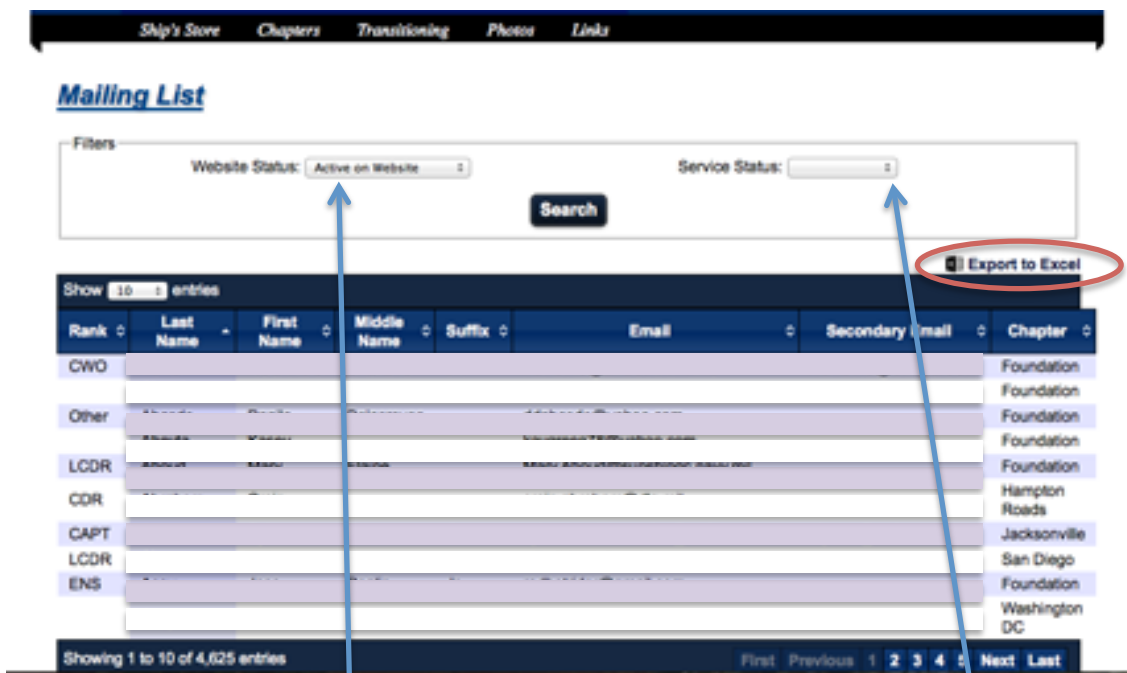 Ship's Store Chapters Transitioning Photos Links
Mailing List
Filters
Website Status: Active on Website Service Status:
Search
Export to Excel
Show 10 entries
Rank Last Name First Name Middle Name Suffix Email Secondary Email Chapter
CWO Foundation
Foundation
Other Foundation
Foundation
LCDR Foundation
CDR Hampton Roads
CAPT Jacksonville
LCDR San Diego
ENS Foundation
Washington DC
Showing 1 to 10 of 4,625 entries First Previous 1 2 3 4 5 Next Last